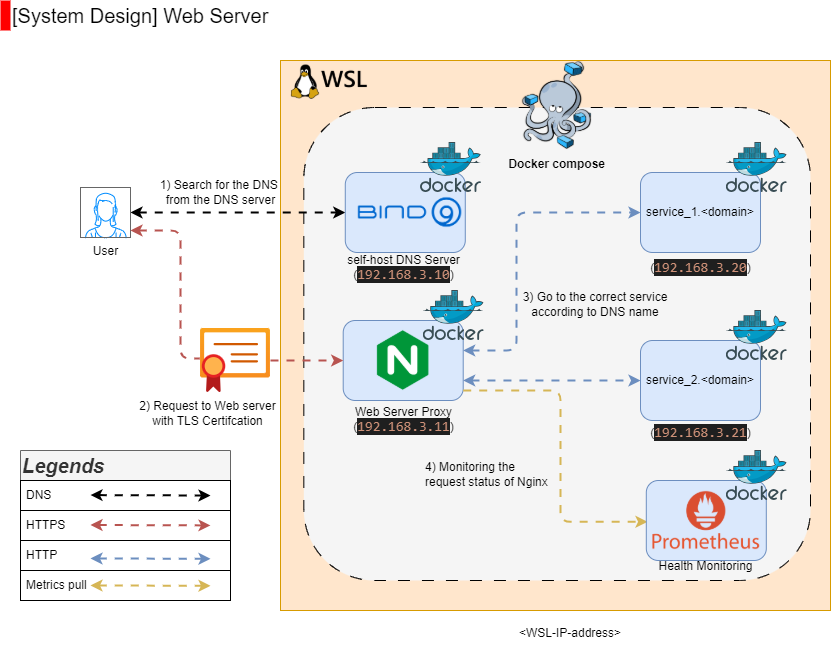 [System Design] Web Server
WSL
Docker compose
docker
docker
1) Search for the DNS
from the DNS server
BIND 9
service_1.<domain>
User
self-host DNS Server
(192.168.3.10)
(192.168.3.20)
docker
docker
3) Go to the correct service
according to DNS name
N
service_2.<domain>
2) Request to Web server
with TLS Certifcation
Web Server Proxy
(192.168.3.11)
(192.168.3.21)
4) Monitoring the
request status of Nginx
docker
Prometheus
Health Monitoring
Legends
DNS
HTTPS
HTTP
Metrics pull
<WSL-IP-address>